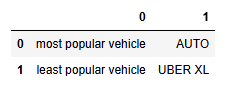 0 1
0 most popular vehicle AUTO
1 least popular vehicle UBER XL